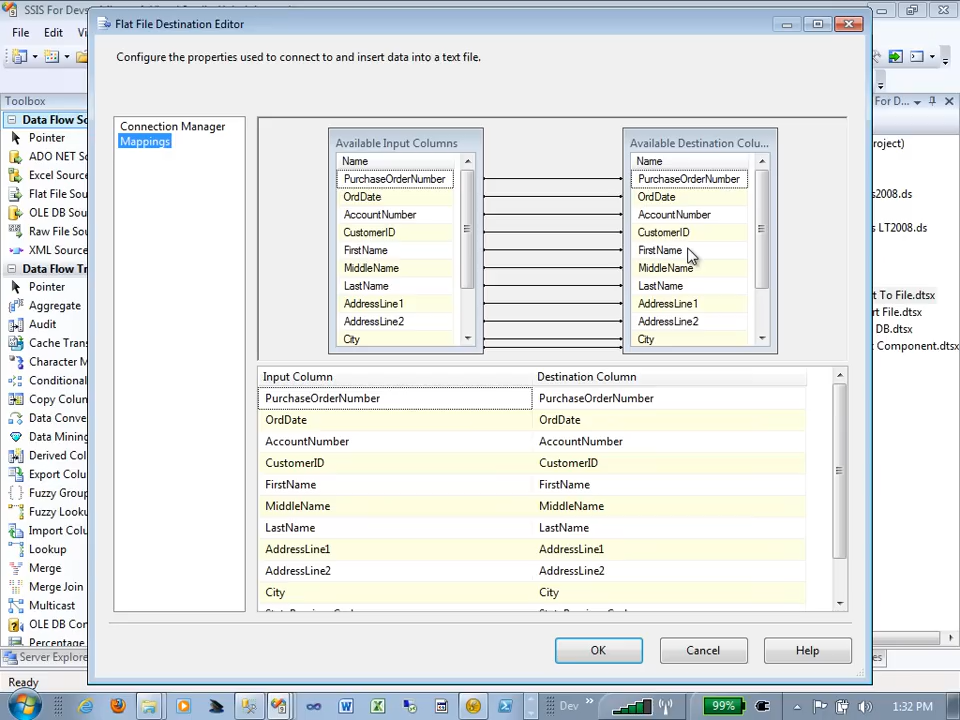 SSIS For Dev
Flat File Destination Editor
File
Edit
Configure the properties used to connect to and insert data into a text file.
Toolbox
For D...
Data Flow So
Pointer
ADO NET S
Excel Source
Flat File Sou
OLE DB Sour
Raw File Sou
XML Source
Data Flow Tr
Pointer
Aggregate
Audit
Cache Trans
Character M
Conditional
Copy Colum
Data Conve
Data Mining
Derived Col
Export Colu
Fuzzy Group
Fuzzy Looku
Import Colu
Lookup
Merge
Merge Join
Multicast
OLE DB Com
Percentage
Server Explore
Connection Manager
Mappings
Available Input Columns
Name
PurchaseOrderNumber
OrdDate
AccountNumber
CustomerID
FirstName
MiddleName
LastName
AddressLine1
AddressLine2
City
Available Destination Colu...
Name
PurchaseOrderNumber
OrdDate
AccountNumber
CustomerID
FirstName
MiddleName
LastName
AddressLine1
AddressLine2
City
Input Column Destination Column
PurchaseOrderNumber PurchaseOrderNumber
OrdDate OrdDate
AccountNumber AccountNumber
CustomerID CustomerID
FirstName FirstName
MiddleName MiddleName
LastName LastName
AddressLine1 AddressLine1
AddressLine2 AddressLine2
City City
OK Cancel Help
roject)
s2008.ds
LT2008.ds
t To File.dtsx
rt File.dtsx
DB.dtsx
t Component.dtsx
Ready
Dev
99%
1:32 PM